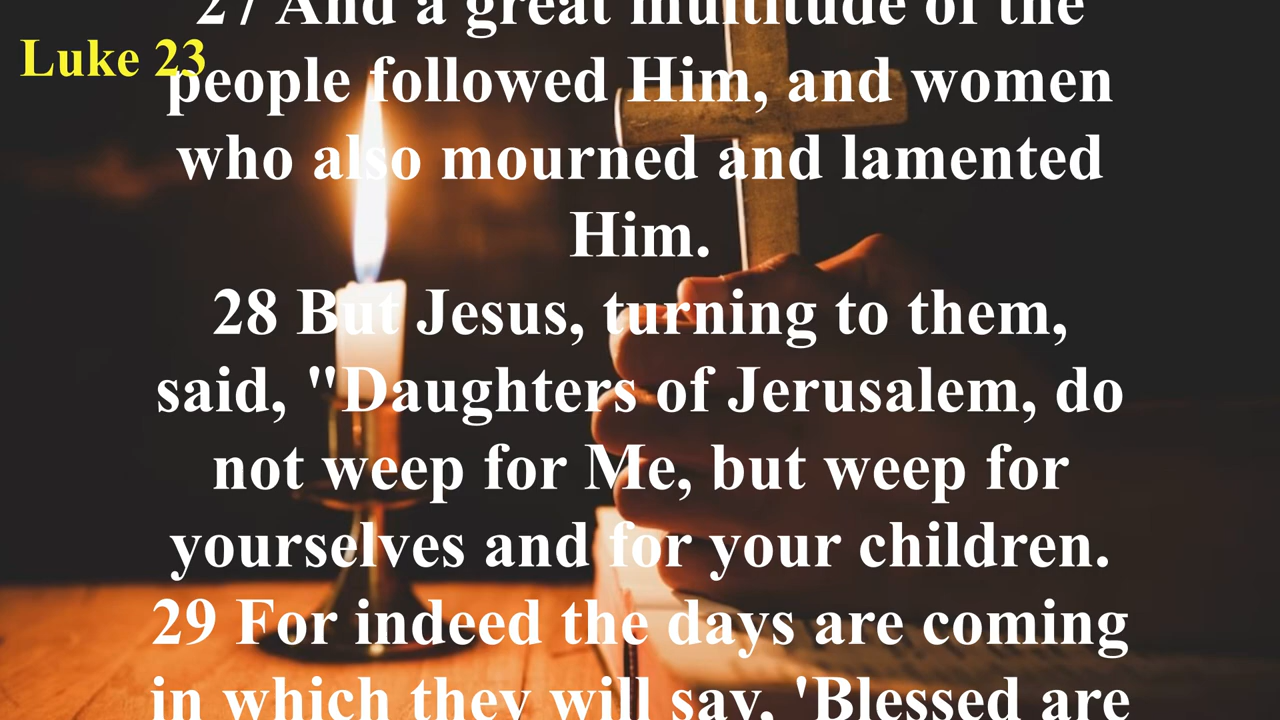 27 And a great multitude of the
Luke 23
people followed Him, and women
who also mourned and lamented
Him.
28 But Jesus, turning to them,
said, "Daughters of Jerusalem, do
not weep for Me, but weep for
yourselves and for your children.
29 For indeed the days are coming
in which they will say, 'Blessed are